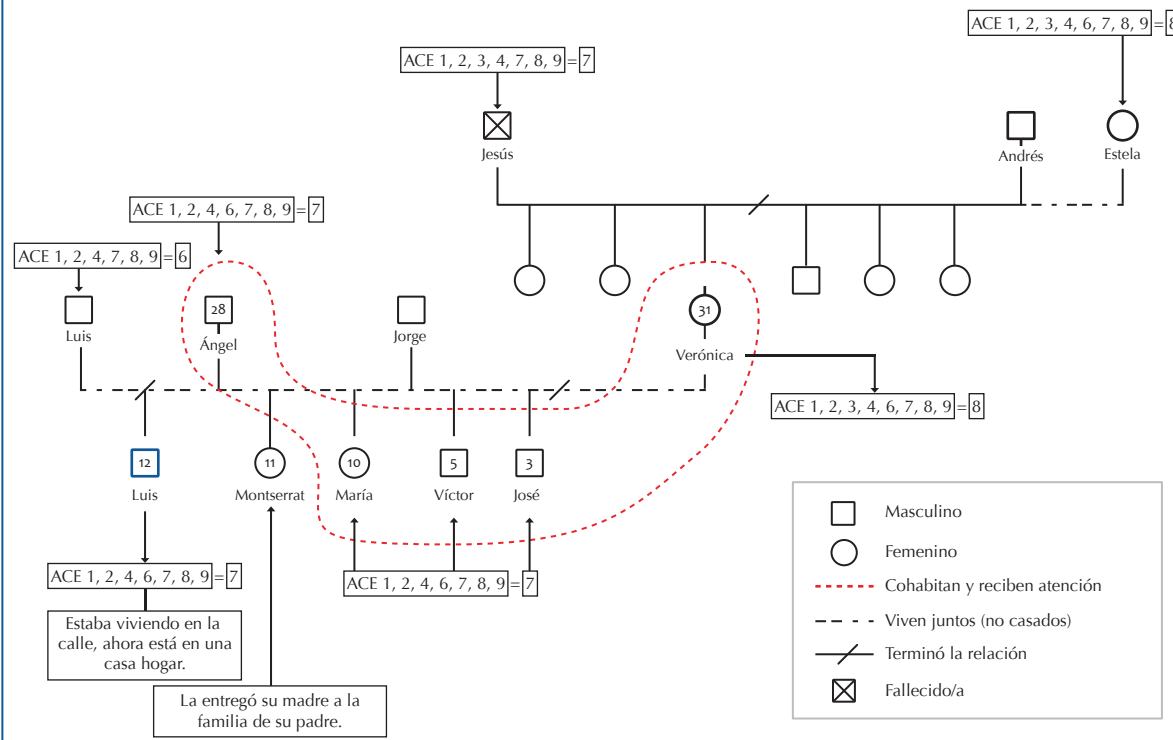 ACE 1, 2, 3, 4, 6, 7, 8, 9 = 8
ACE 1, 2, 3, 4, 7, 8, 9 = 7
Jesús
Andrés
Estela
ACE 1, 2, 4, 6, 7, 8, 9 = 7
ACE 1, 2, 4, 7, 8, 9 = 6
28
31
Luis
Ángel
Jorge
Verónica
ACE 1, 2, 3, 4, 6, 7, 8, 9 = 8
12
11
10
5
3
Luis
Montserrat
María
Víctor
José
ACE 1, 2, 4, 6, 7, 8, 9 = 7
ACE 1, 2, 4, 6, 7, 8, 9 = 7
Estaba viviendo en la
calle, ahora está en una
casa hogar.
La entregó su madre a la
familia de su padre.
Masculino
Femenino
Cohabitan y reciben atención
Viven juntos (no casados)
Terminó la relación
Fallecido/a